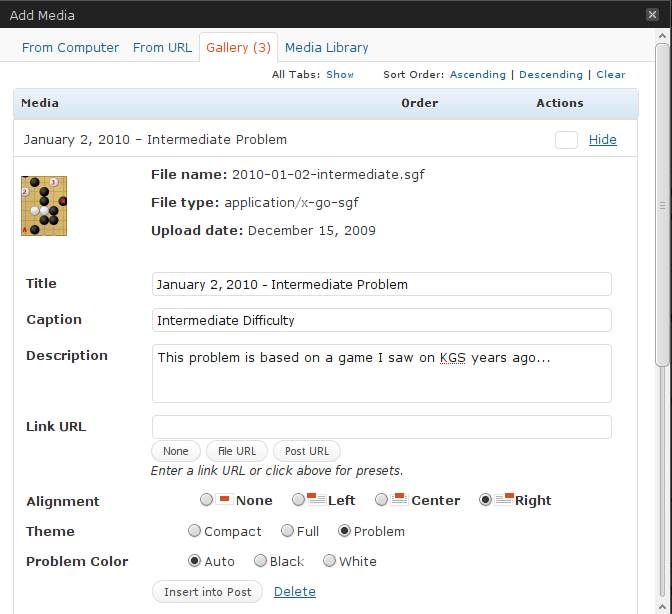 Add Media
From Computer From URL Gallery (3) Media Library
All Tabs: Show Sort Order: Ascending | Descending | Clear
Media Order Actions
January 2, 2010 – Intermediate Problem Hide
File name: 2010-01-02-intermediate.sgf
File type: application/x-go-sgf
Upload date: December 15, 2009
3
2
A
Title January 2, 2010 – Intermediate Problem
Caption Intermediate Difficulty
Description This problem is based on a game I saw on KGS years ago...
Link URL
None File URL Post URL
Enter a link URL or click above for presets.
Alignment None Left Center Right
Theme Compact Full Problem
Problem Color Auto Black White
Insert into Post Delete